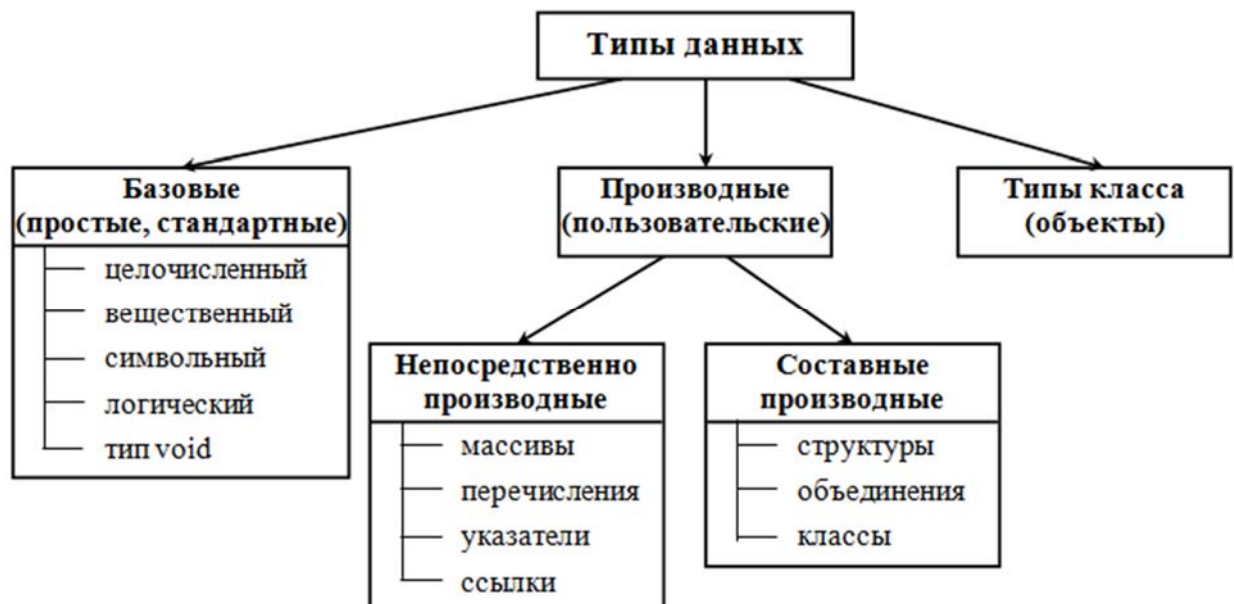 Типы данных
Базовые
(простые, стандартные)
целочисленный
вещественный
символьный
логический
тип void
Производные
(пользовательские)
Типы класса
(объекты)
Непосредственно
производные
массивы
перечисления
указатели
ссылки
Составные
производные
структуры
объединения
классы